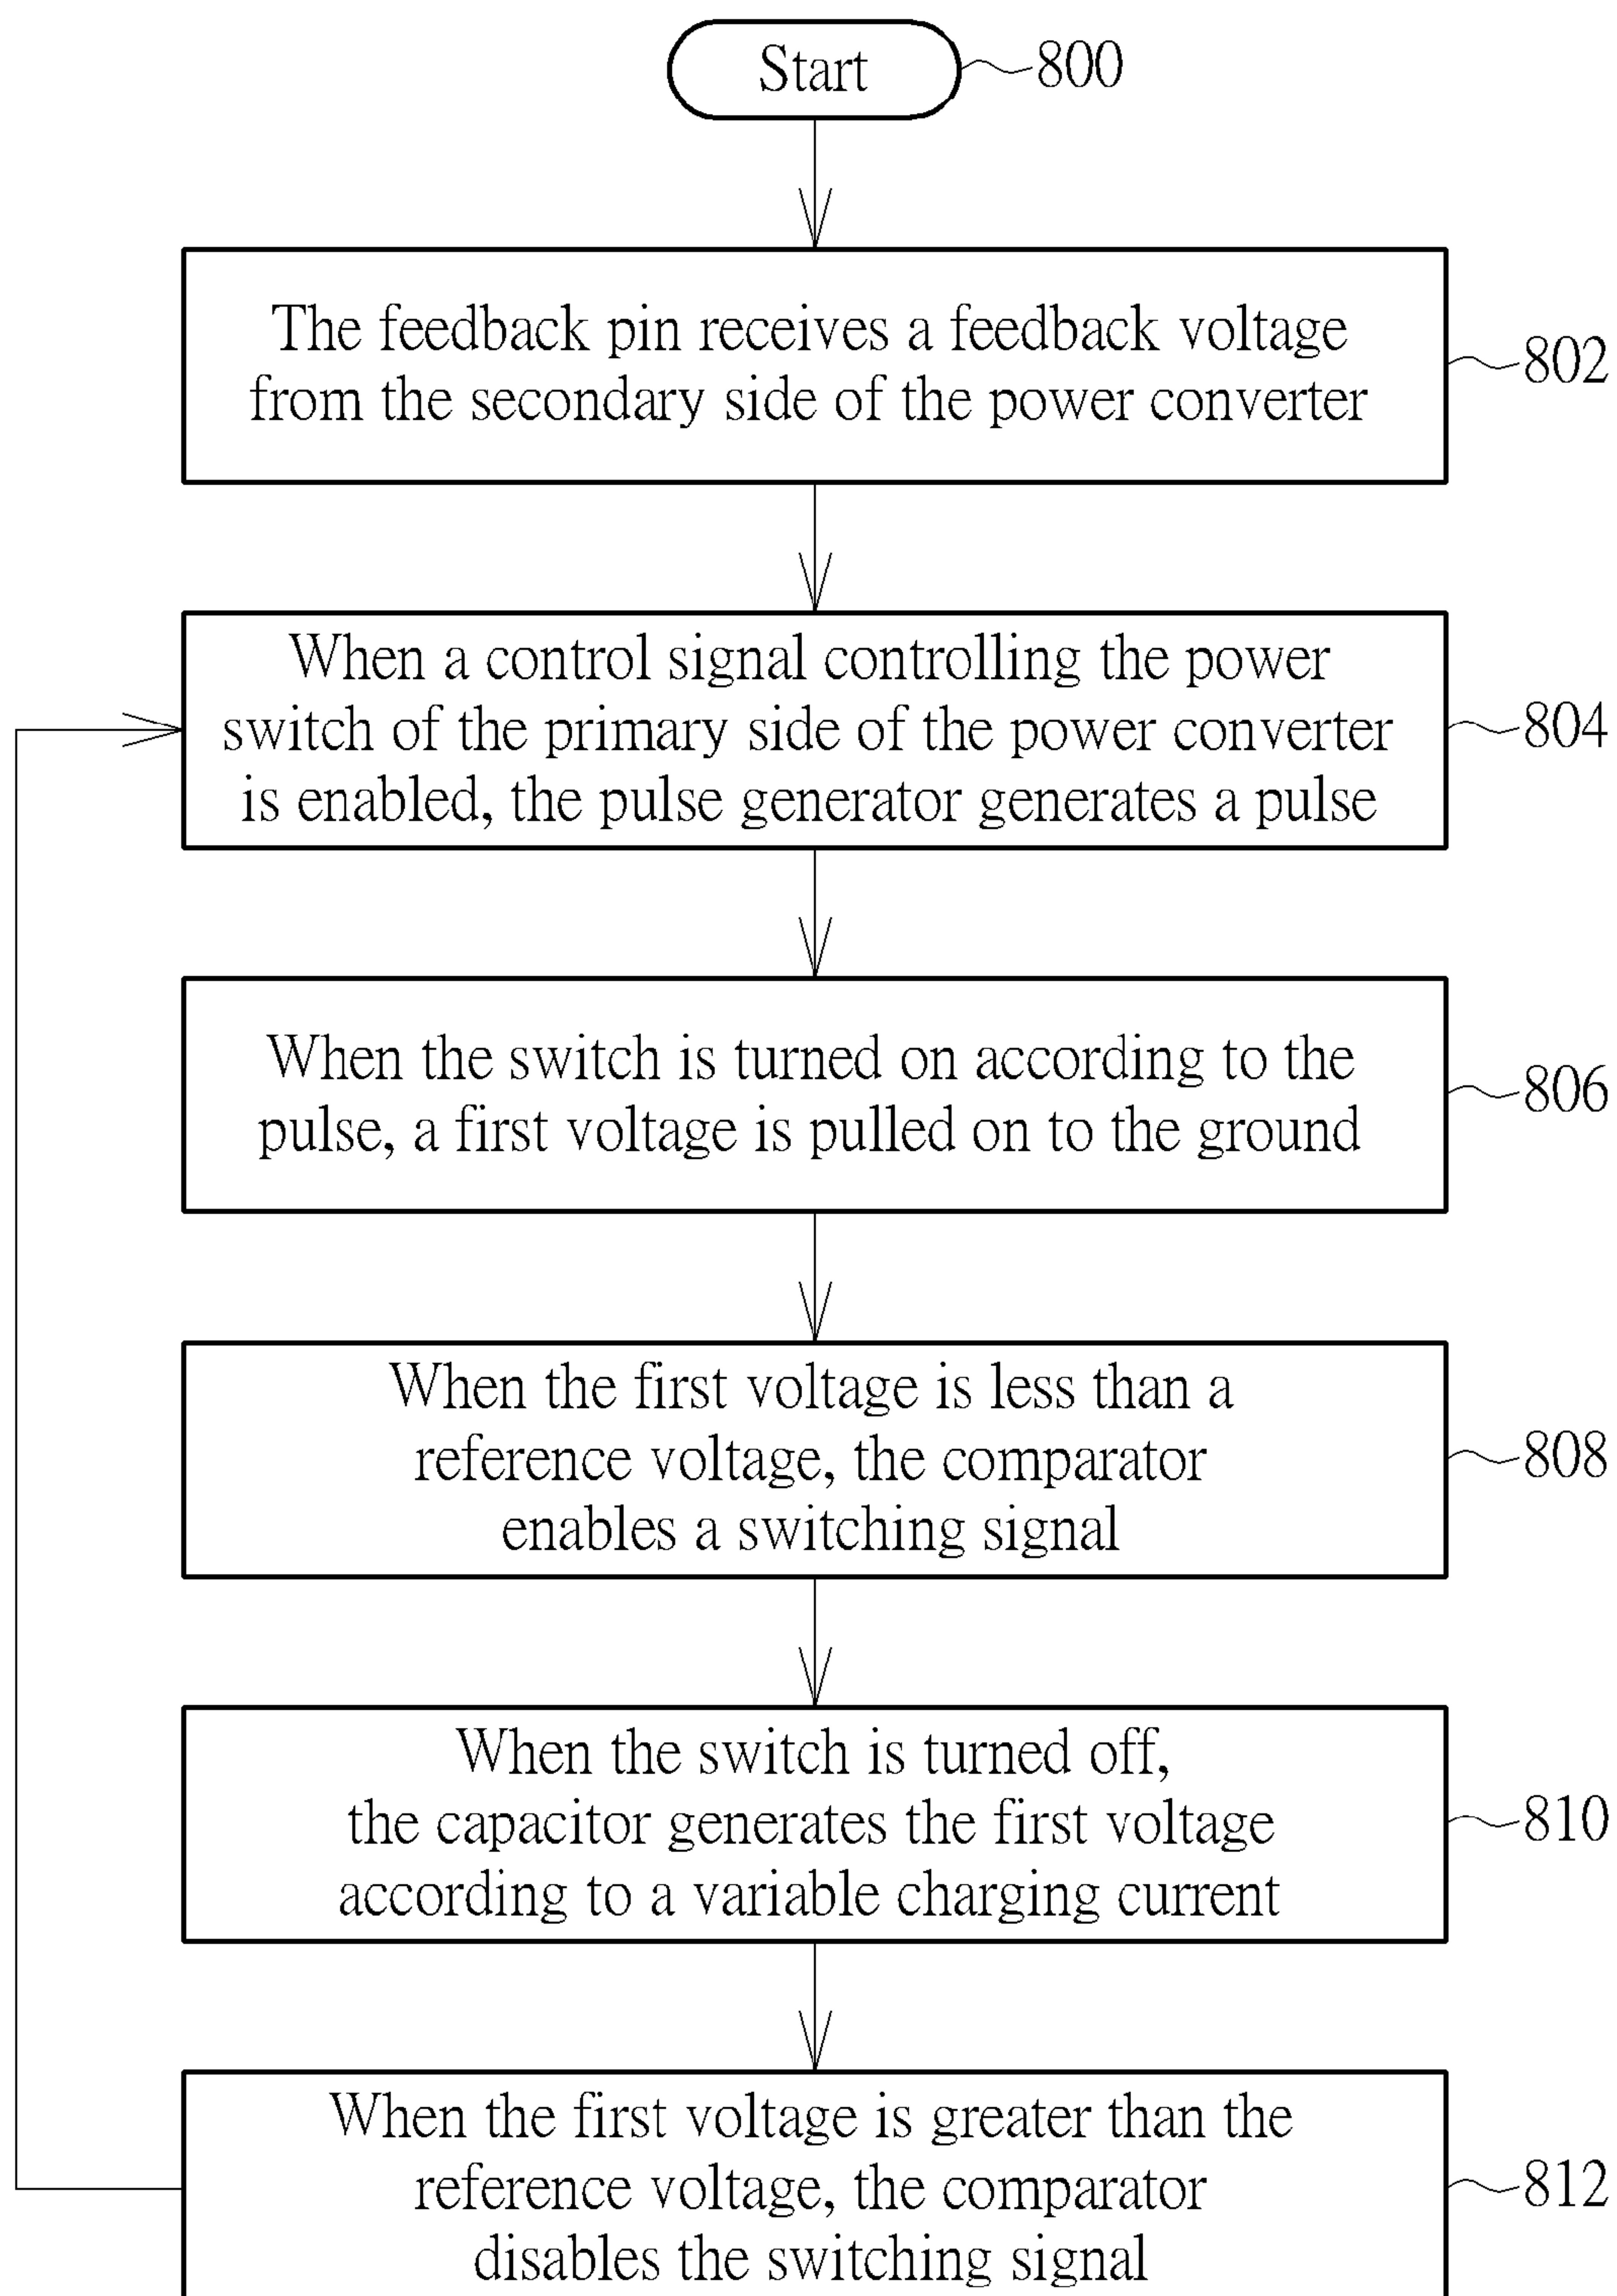 Start
800
The feedback pin receives a feedback voltage
from the secondary side of the power converter
802
When a control signal controlling the power
switch of the primary side of the power converter
is enabled, the pulse generator generates a pulse
804
When the switch is turned on according to the
pulse, a first voltage is pulled on to the ground
806
When the first voltage is less than a
reference voltage, the comparator
enables a switching signal
808
When the switch is turned off,
the capacitor generates the first voltage
according to a variable charging current
810
When the first voltage is greater than the
reference voltage, the comparator
disables the switching signal
812